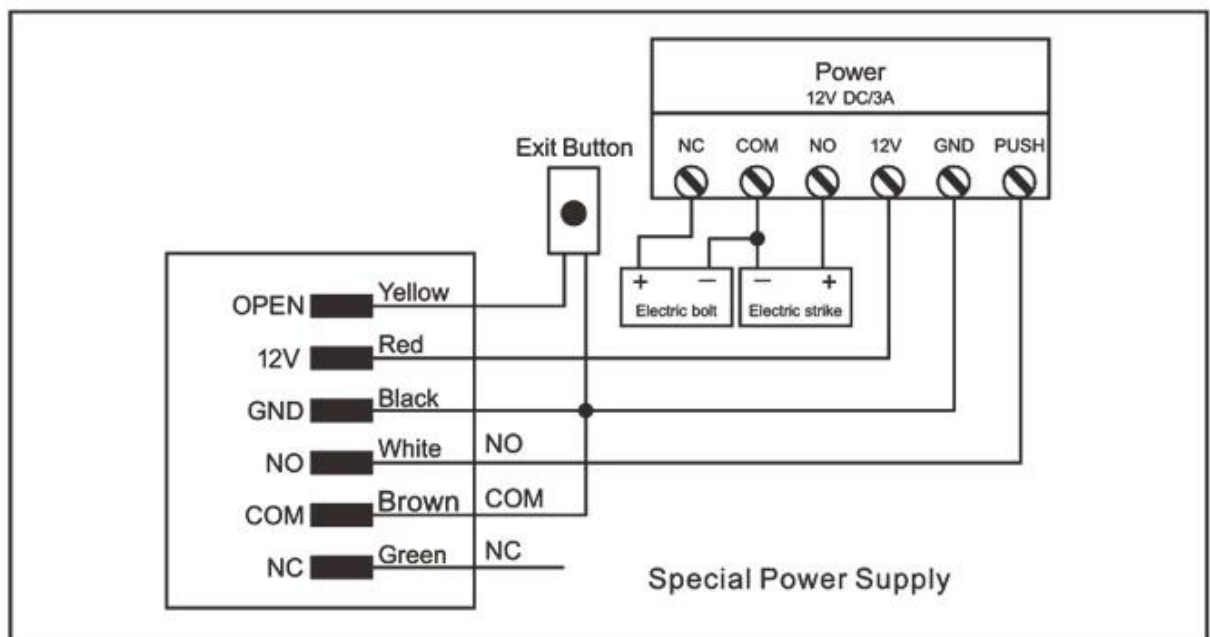 Power
12V DC/3A
NC COM NO 12V GND PUSH
Exit Button
+ − − +
Electric bolt Electric strike
OPEN Yellow
12V Red
GND Black
NO White NO
COM Brown COM
NC Green NC
Special Power Supply